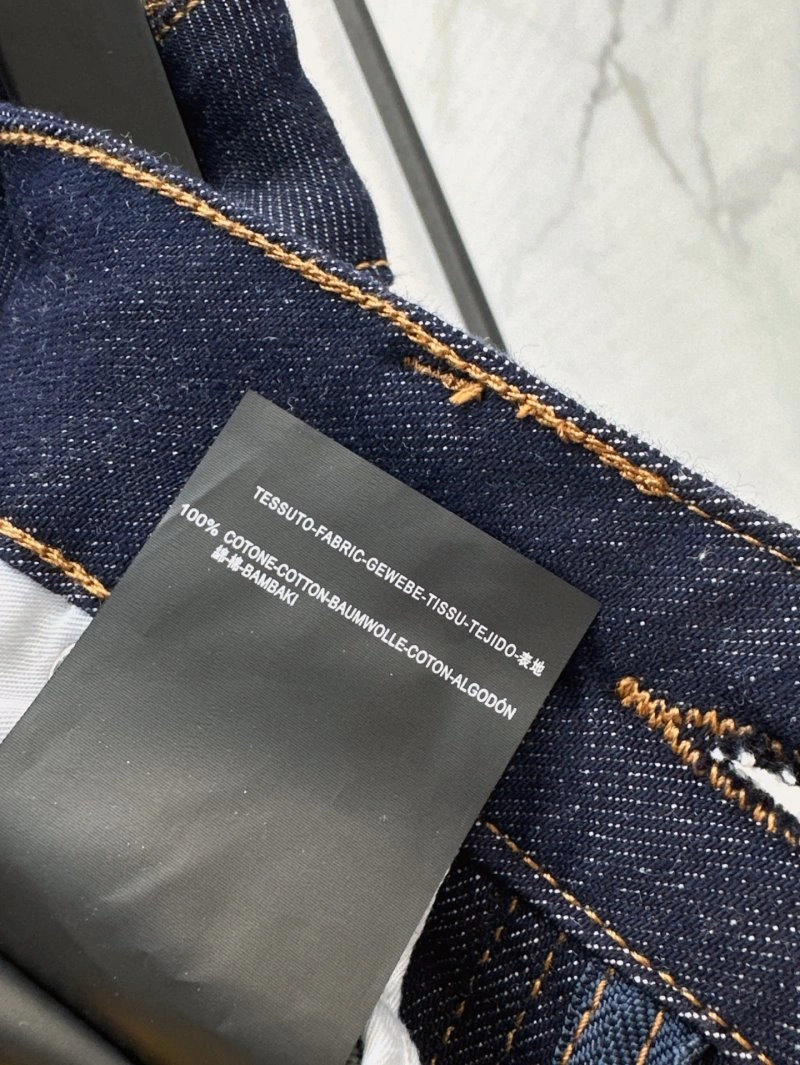 TESSUTO-FABRIC-GEWEBE-TISSU-TEJIDO-表地
100% COTONE-COTTON-BAUMWOLLE-COTON-ALGODÓN
綿-棉-BAMBAKI